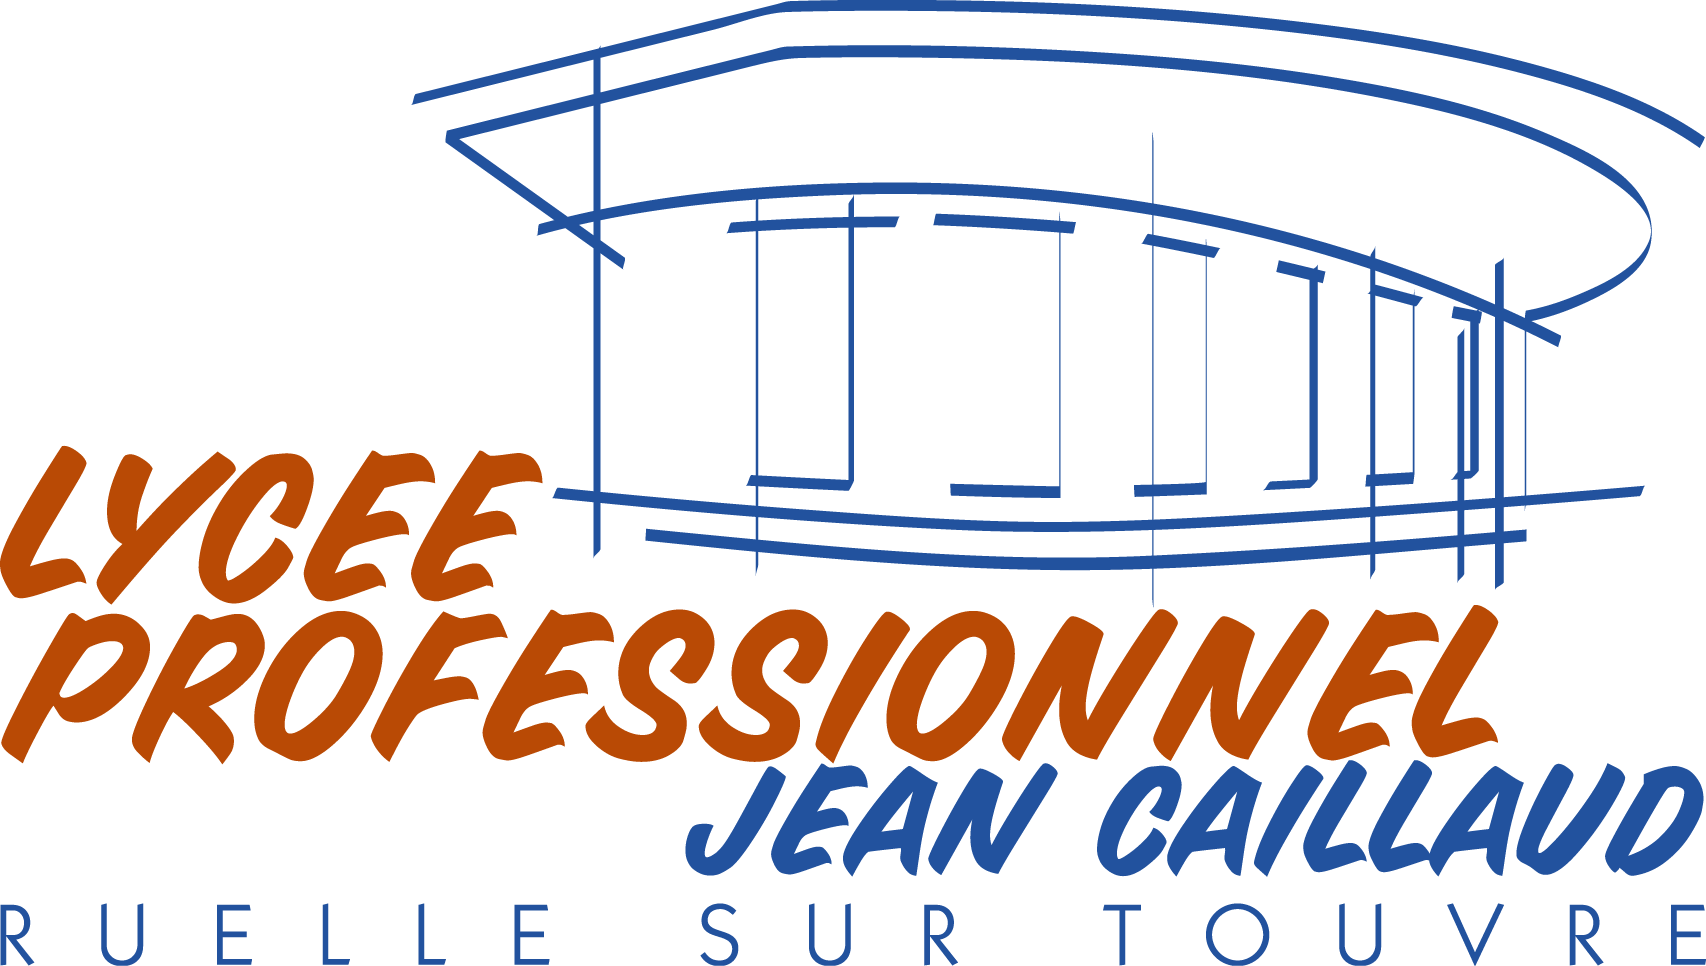 LYCEE
PROFESSIONNEL
JEAN CAILLAUD
RUELLE SUR TOUVRE